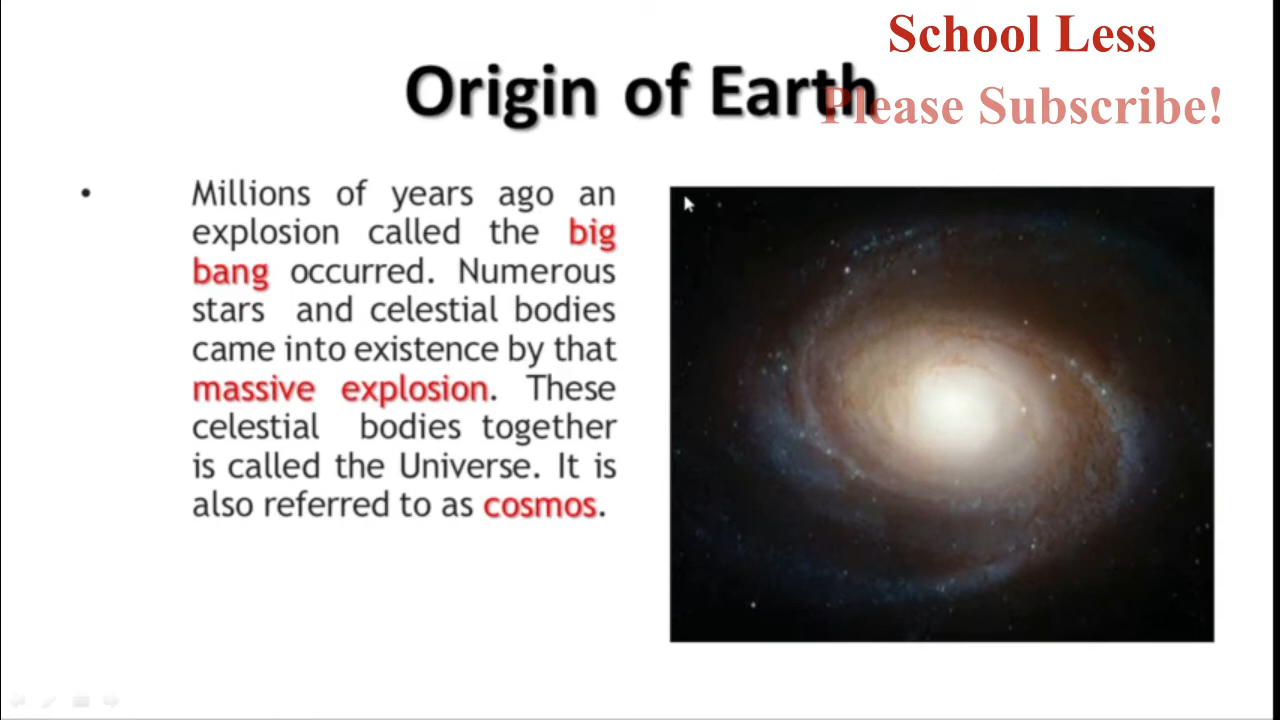 School Less
Origin of Earth
Please Subscribe!
• Millions of years ago an
explosion called the big
bang occurred. Numerous
stars and celestial bodies
came into existence by that
massive explosion. These
celestial bodies together
is called the Universe. It is
also referred to as cosmos.